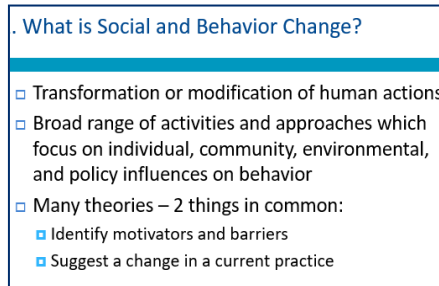 . What is Social and Behavior Change?
Transformation or modification of human actions
Broad range of activities and approaches which
focus on individual, community, environmental,
and policy influences on behavior
Many theories – 2 things in common:
Identify motivators and barriers
Suggest a change in a current practice